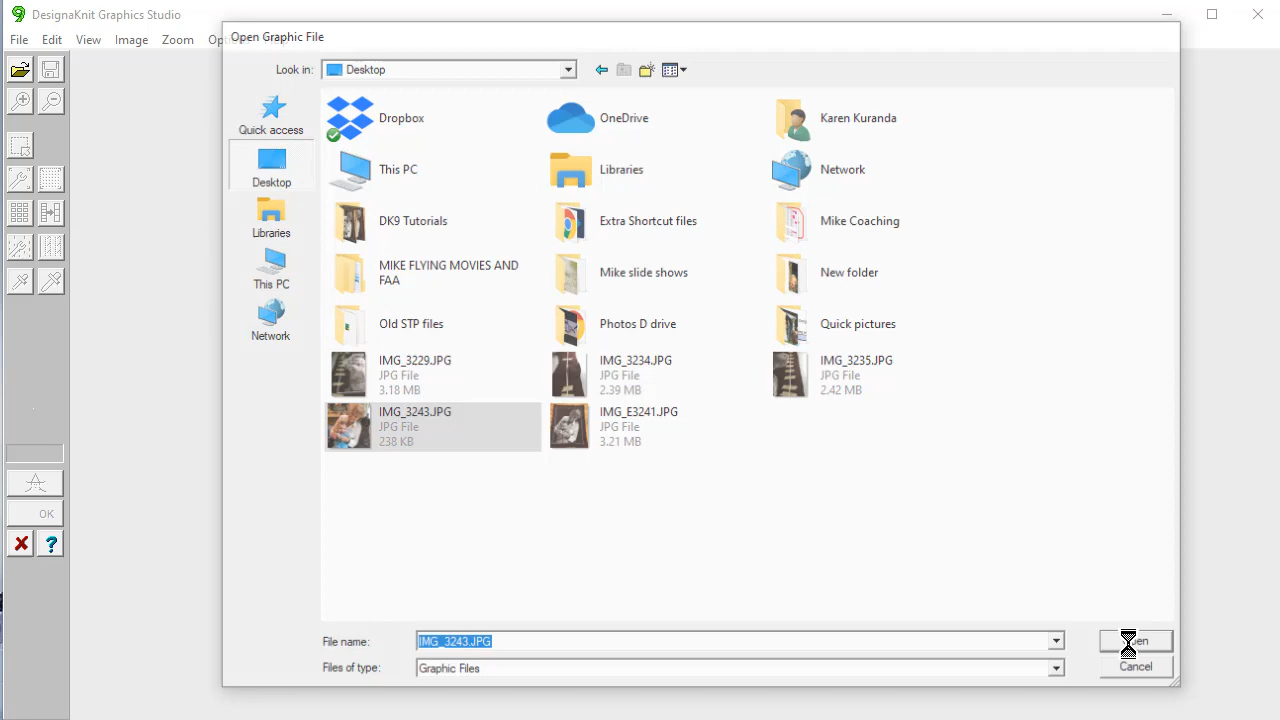 DesignaKnit Graphics Studio
File Edit View Image Zoom
Open Graphic File
Look in: Desktop
Quick access
Desktop
Libraries
This PC
Network
Dropbox OneDrive Karen Kuranda
This PC Libraries Network
DK9 Tutorials Extra Shortcut files Mike Coaching
MIKE FLYING MOVIES AND FAA Mike slide shows New folder
Old STP files Photos D drive Quick pictures
IMG_3229.JPG IMG_3234.JPG IMG_3235.JPG
JPG File JPG File JPG File
3.18 MB 2.39 MB 2.42 MB
IMG_3243.JPG IMG_E3241.JPG
JPG File JPG File
238 KB 3.21 MB
OK
File name: IMG_3243.JPG
Files of type: Graphic Files
Cancel